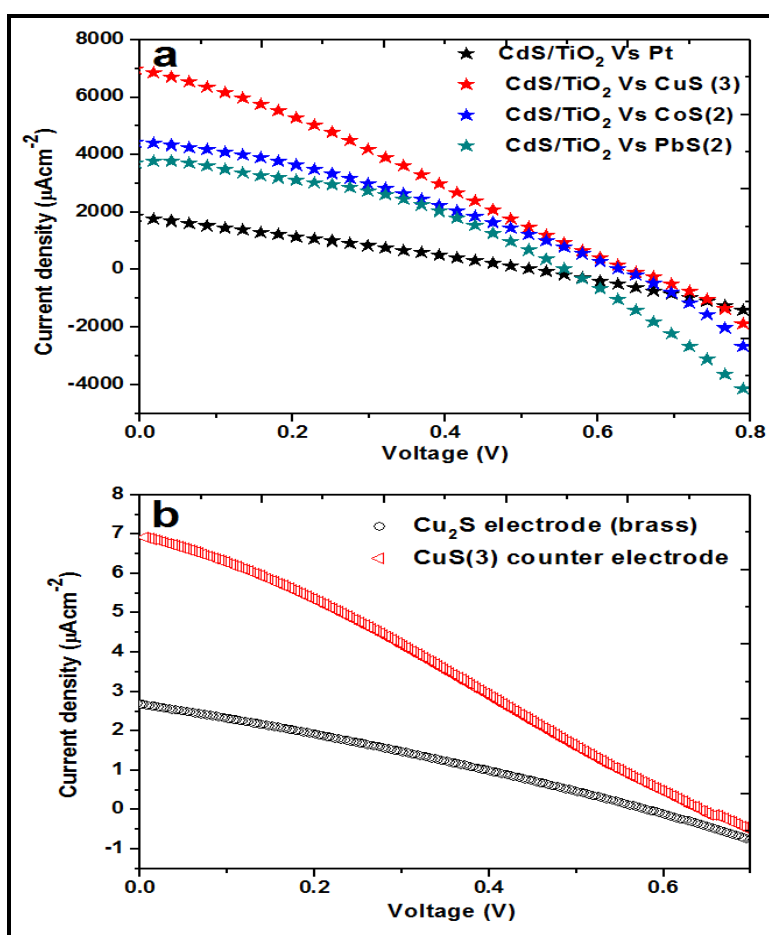 a
CdS/TiO₂ Vs Pt
CdS/TiO₂ Vs CuS (3)
CdS/TiO₂ Vs CoS(2)
CdS/TiO₂ Vs PbS(2)
8000
6000
4000
2000
0
-2000
-4000
Current density (µAcm⁻²)
0.0 0.2 0.4 0.6 0.8
Voltage (V)
b
Cu₂S electrode (brass)
CuS(3) counter electrode
8
7
6
5
4
3
2
1
0
-1
Current density (µAcm⁻²)
0.0 0.2 0.4 0.6
Voltage (V)